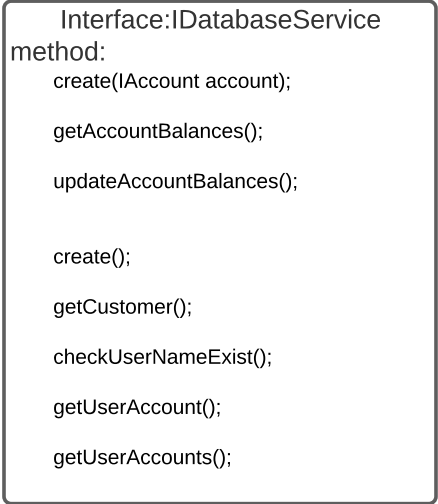 Interface:IDatabaseService
method:
create(IAccount account);
getAccountBalances();
updateAccountBalances();
create();
getCustomer();
checkUserNameExist();
getUserAccount();
getUserAccounts();